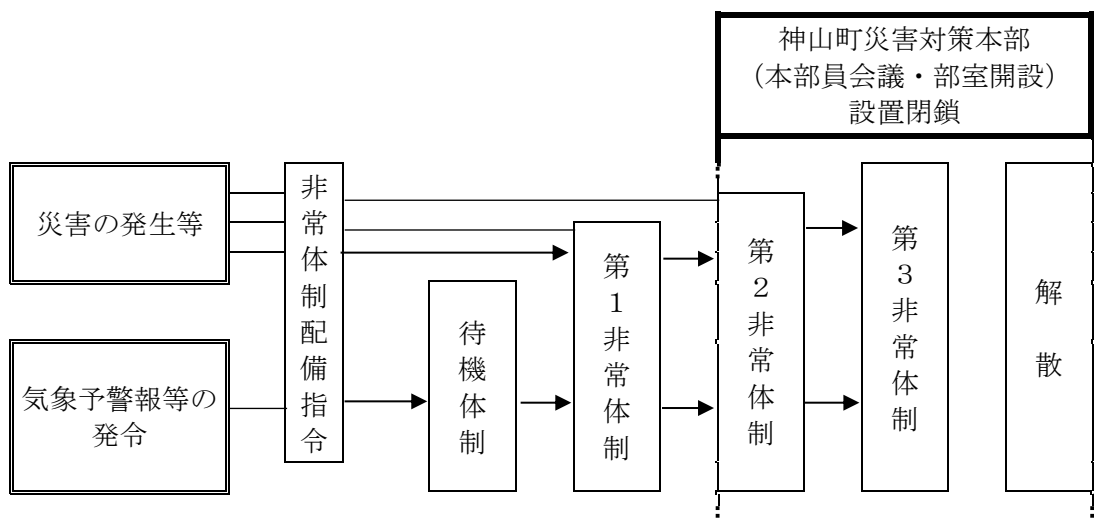 神山町災害対策本部
（本部員会議・部室開設）
設置閉鎖
災害の発生等
気象予警報等の
発令
非常体制配備指令
待機体制
第１非常体制
第２非常体制
第３非常体制
解散